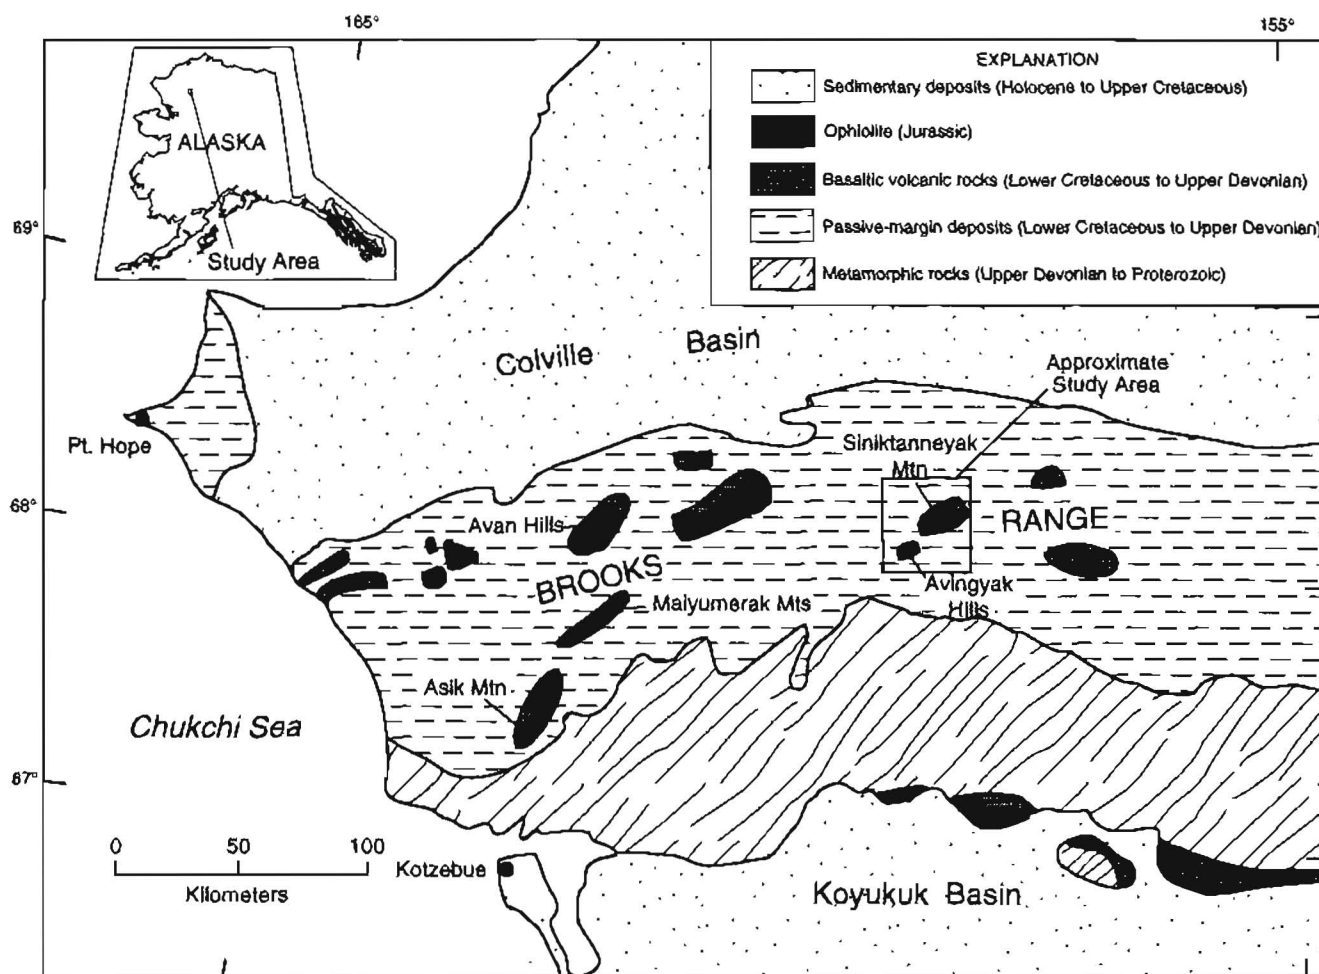 165°
155°
EXPLANATION
Sedimentary deposits (Holocene to Upper Cretaceous)
Ophiolite (Jurassic)
Basaltic volcanic rocks (Lower Cretaceous to Upper Devonian)
Passive-margin deposits (Lower Cretaceous to Upper Devonian)
Metamorphic rocks (Upper Devonian to Proterozoic)
ALASKA
Study Area
69°
68°
67°
Colville Basin
Approximate
Study Area
Pt. Hope
Siniktanneyak
Mtn
Avan Hills
RANGE
BROOKS
Avingyak
Hills
Maiyumerak Mts
Asik Mtn
Chukchi Sea
0 50 100
Kilometers
Kotzebue
Koyukuk Basin